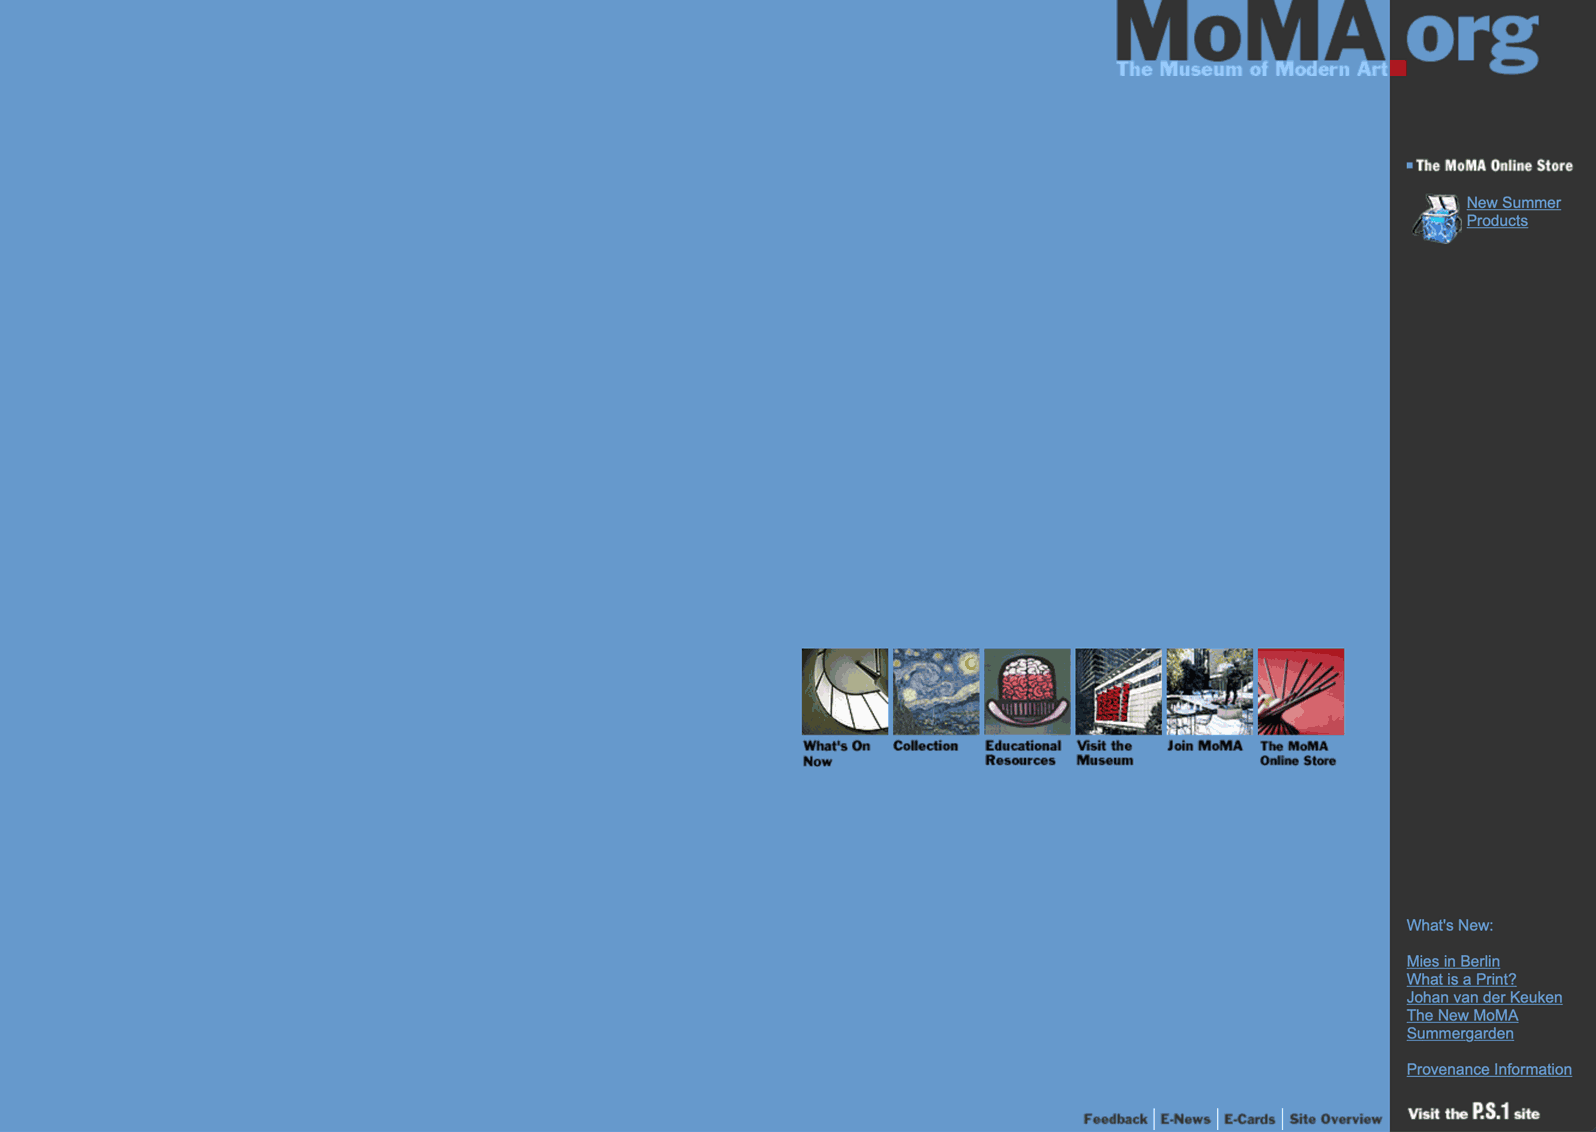 MoMA.org
The Museum of Modern Art
The MoMA Online Store
New Summer
Products
What's On
Now
Collection
Educational
Resources
Visit the
Museum
Join MoMA
The MoMA
Online Store
What's New:
Mies in Berlin
What is a Print?
Johan van der Keuken
The New MoMA
Summergarden
Provenance Information
Feedback
E-News
E-Cards
Site Overview
Visit the P.S.1 site